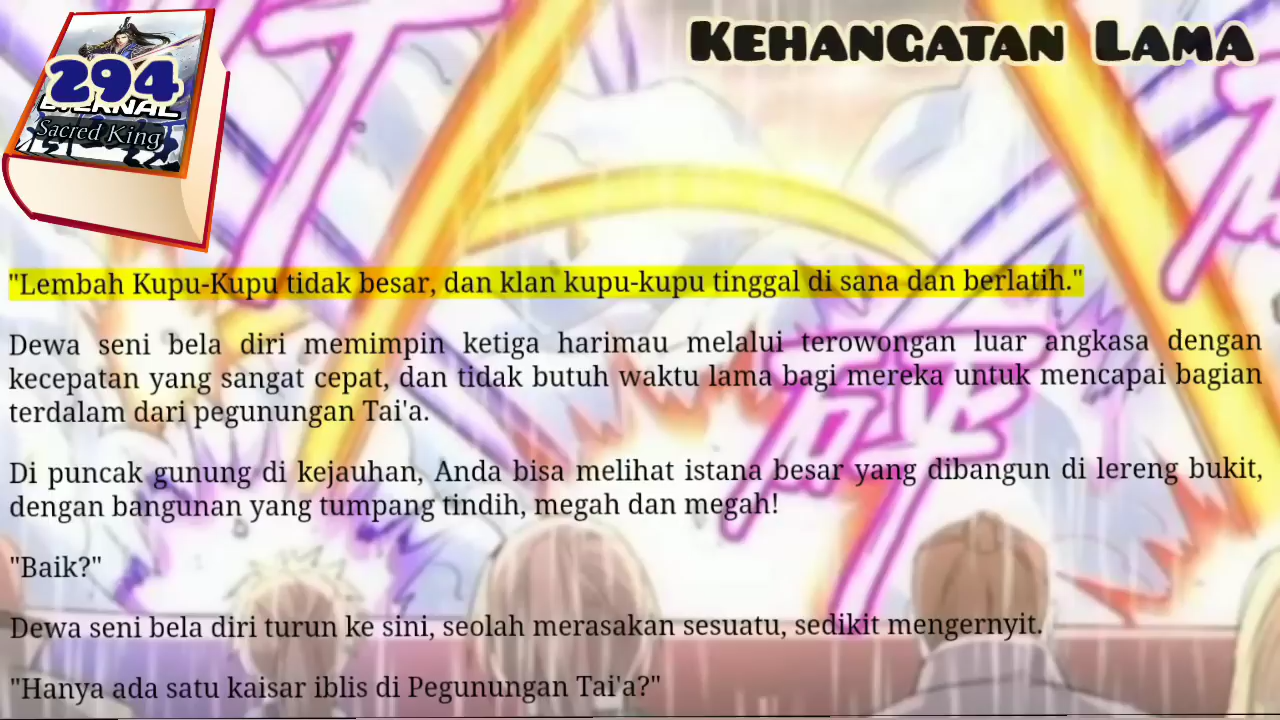 Kehangatan Lama
294
ETERNAL
Sacred King
"Lembah Kupu-Kupu tidak besar, dan klan kupu-kupu tinggal di sana dan berlatih."
Dewa seni bela diri memimpin ketiga harimau melalui terowongan luar angkasa dengan
kecepatan yang sangat cepat, dan tidak butuh waktu lama bagi mereka untuk mencapai bagian
terdalam dari pegunungan Tai'a.
Di puncak gunung di kejauhan, Anda bisa melihat istana besar yang dibangun di lereng bukit,
dengan bangunan yang tumpang tindih, megah dan megah!
"Baik?"
Dewa seni bela diri turun ke sini, seolah merasakan sesuatu, sedikit mengernyit.
"Hanya ada satu kaisar iblis di Pegunungan Tai'a?"